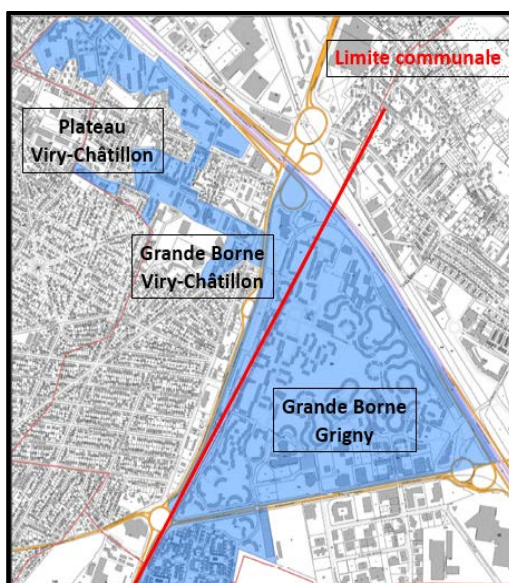 Limite communale
Plateau
Viry-Châtillon
Grande Borne
Viry-Châtillon
Grande Borne
Grigny